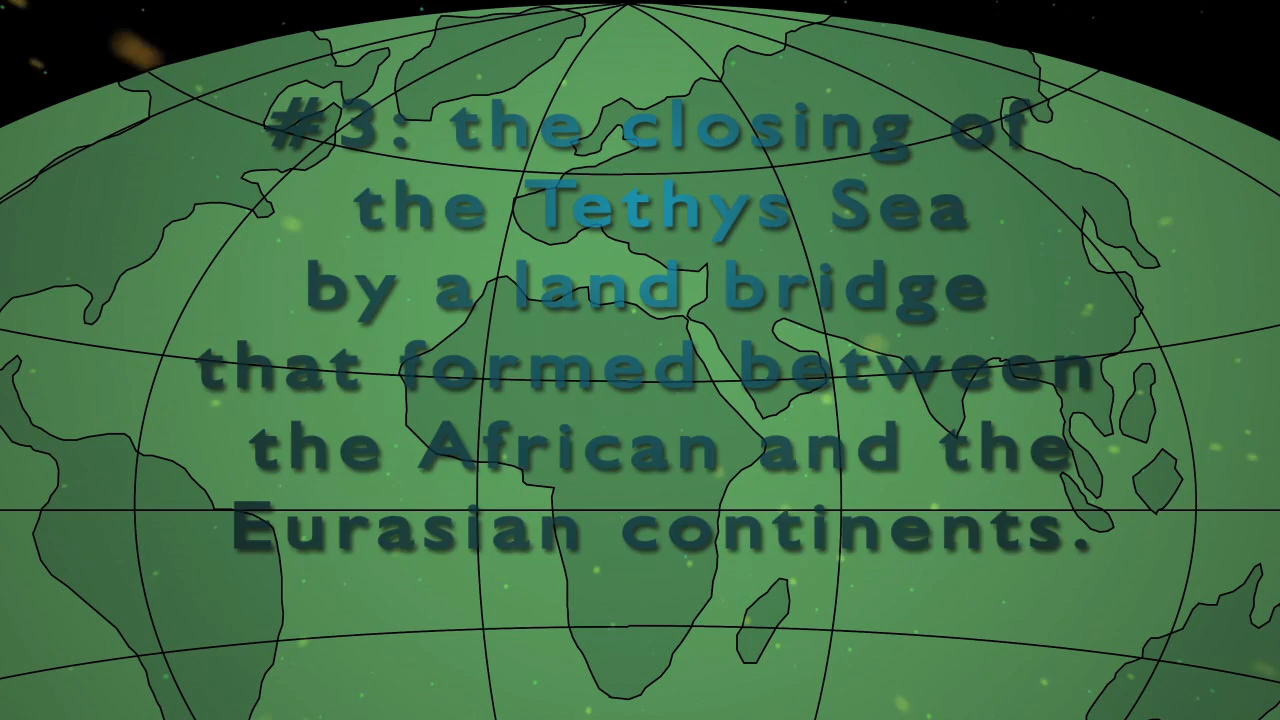 #3: the closing of
the Tethys Sea
by a land bridge
that formed between
the African and the
Eurasian continents.